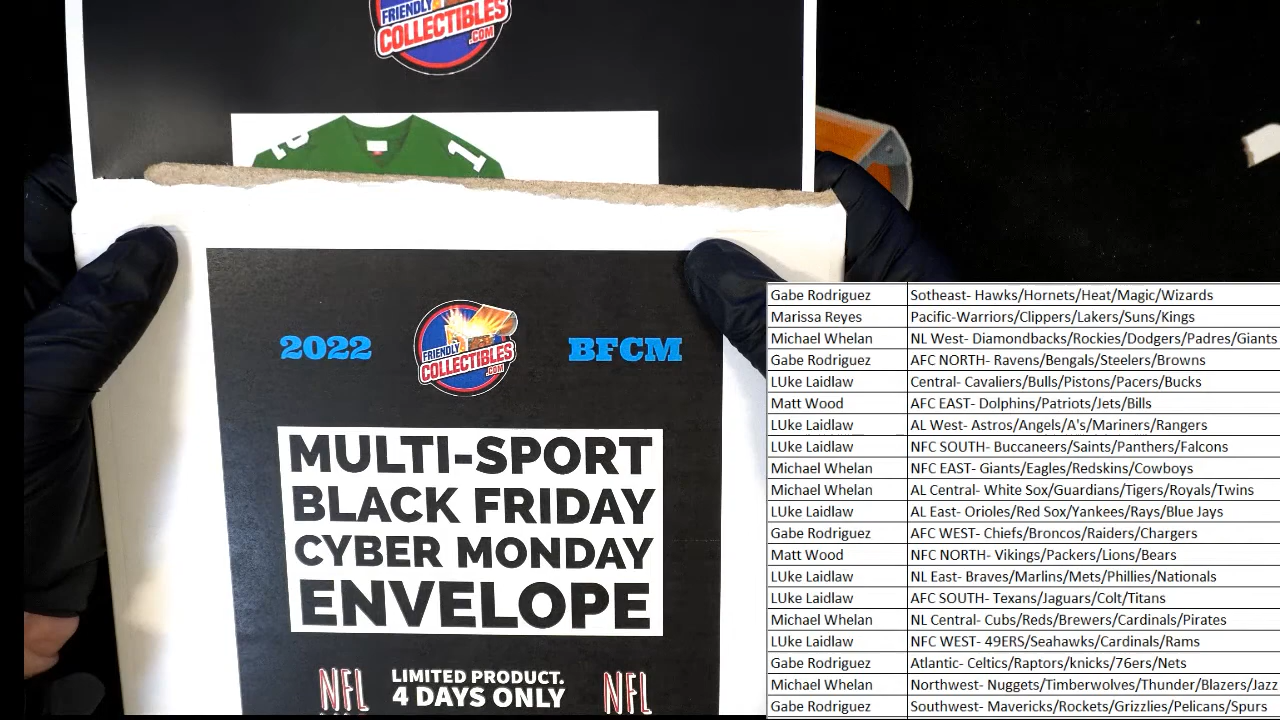 FRIENDLY
COLLECTIBLES
.COM
1
2022
FRIENDLY
COLLECTIBLES
.COM
BFCM
MULTI-SPORT
BLACK FRIDAY
CYBER MONDAY
ENVELOPE
NFL
LIMITED PRODUCT.
4 DAYS ONLY
NFL
Gabe Rodriguez Sotheast- Hawks/Hornets/Heat/Magic/Wizards
Marissa Reyes Pacific-Warriors/Clippers/Lakers/Suns/Kings
Michael Whelan NL West- Diamondbacks/Rockies/Dodgers/Padres/Giants
Gabe Rodriguez AFC NORTH- Ravens/Bengals/Steelers/Browns
LUke Laidlaw Central- Cavaliers/Bulls/Pistons/Pacers/Bucks
Matt Wood AFC EAST- Dolphins/Patriots/Jets/Bills
LUke Laidlaw AL West- Astros/Angels/A's/Mariners/Rangers
LUke Laidlaw NFC SOUTH- Buccaneers/Saints/Panthers/Falcons
Michael Whelan NFC EAST- Giants/Eagles/Redskins/Cowboys
Michael Whelan AL Central- White Sox/Guardians/Tigers/Royals/Twins
LUke Laidlaw AL East- Orioles/Red Sox/Yankees/Rays/Blue Jays
Gabe Rodriguez AFC WEST- Chiefs/Broncos/Raiders/Chargers
Matt Wood NFC NORTH- Vikings/Packers/Lions/Bears
LUke Laidlaw NL East- Braves/Marlins/Mets/Phillies/Nationals
LUke Laidlaw AFC SOUTH- Texans/Jaguars/Colt/Titans
Michael Whelan NL Central- Cubs/Reds/Brewers/Cardinals/Pirates
LUke Laidlaw NFC WEST- 49ERS/Seahawks/Cardinals/Rams
Gabe Rodriguez Atlantic- Celtics/Raptors/knicks/76ers/Nets
Michael Whelan Northwest- Nuggets/Timberwolves/Thunder/Blazers/Jazz
Gabe Rodriguez Southwest- Mavericks/Rockets/Grizzlies/Pelicans/Spurs